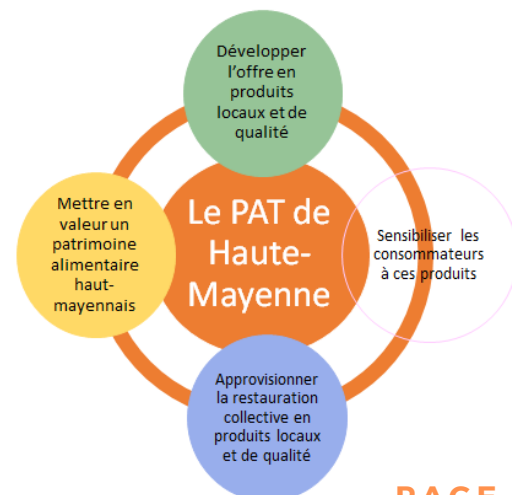 Développer
l'offre en
produits
locaux et de
qualité
Mettre en
valeur un
patrimoine
alimentaire
haut-
mayennais
Le PAT de
Haute-
Mayenne
Sensibiliser les
consommateurs
à ces produits
Approvisionner
la restauration
collective en
produits locaux
et de qualité
PAGE